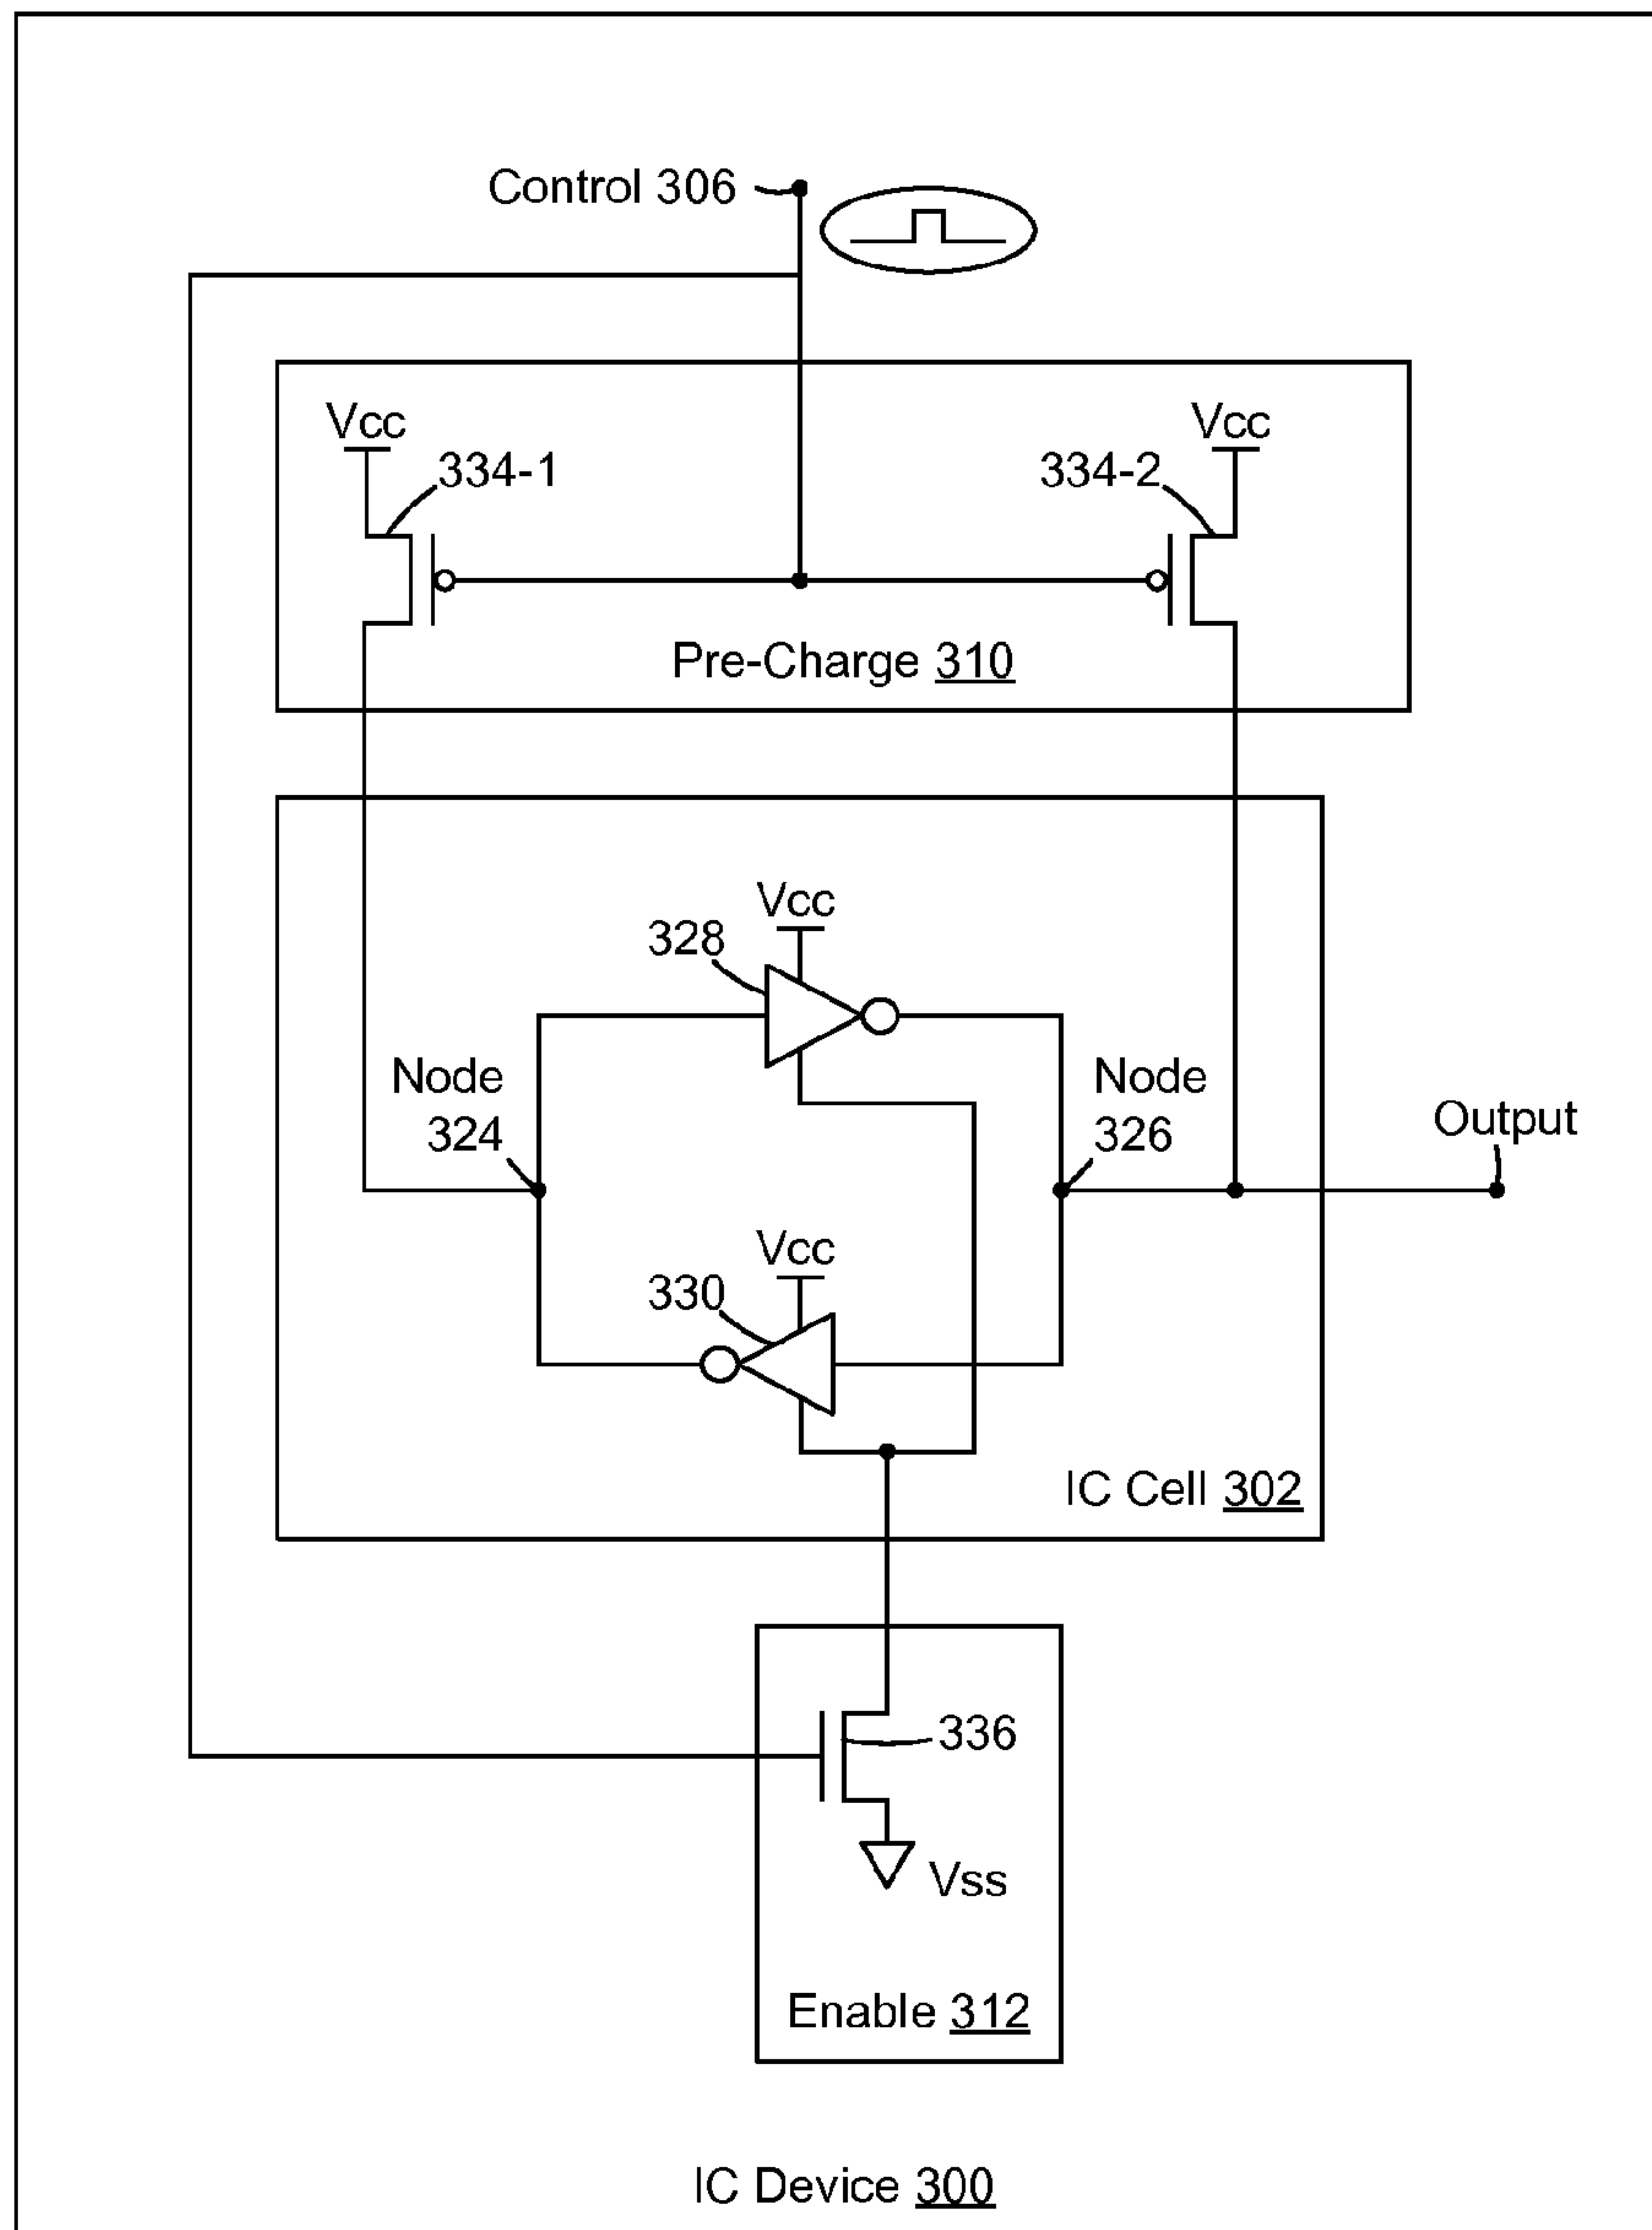 Control 306
Vcc
Vcc
334-1
334-2
Pre-Charge 310
Vcc
328
Node
324
Node
326
Output
Vcc
330
IC Cell 302
336
Vss
Enable 312
IC Device 300